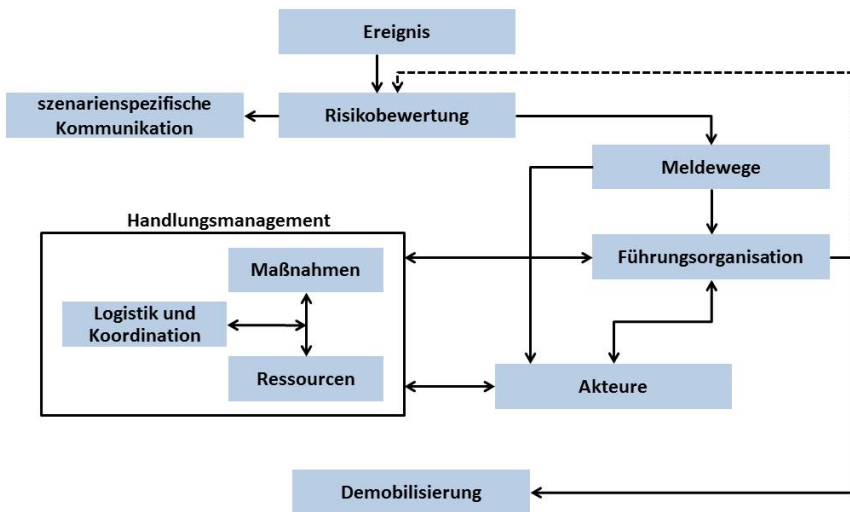 Ereignis
szenarienspezifische
Kommunikation
Risikobewertung
Meldewege
Handlungsmanagement
Maßnahmen
Führungsorganisation
Logistik und
Koordination
Ressourcen
Akteure
Demobilisierung